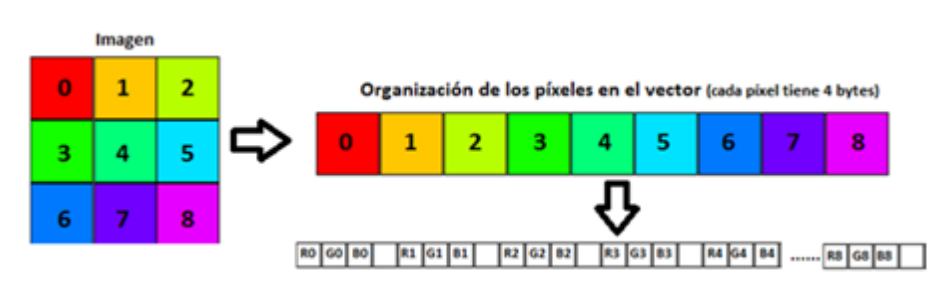 Imagen
0 1 2
3 4 5
6 7 8
Organización de los píxeles en el vector (cada pixel tiene 4 bytes)
0 1 2 3 4 5 6 7 8
R0 G0 B0 R1 G1 B1 R2 G2 B2 R3 G3 B3 R4 G4 B4 ...... R8 G8 B8